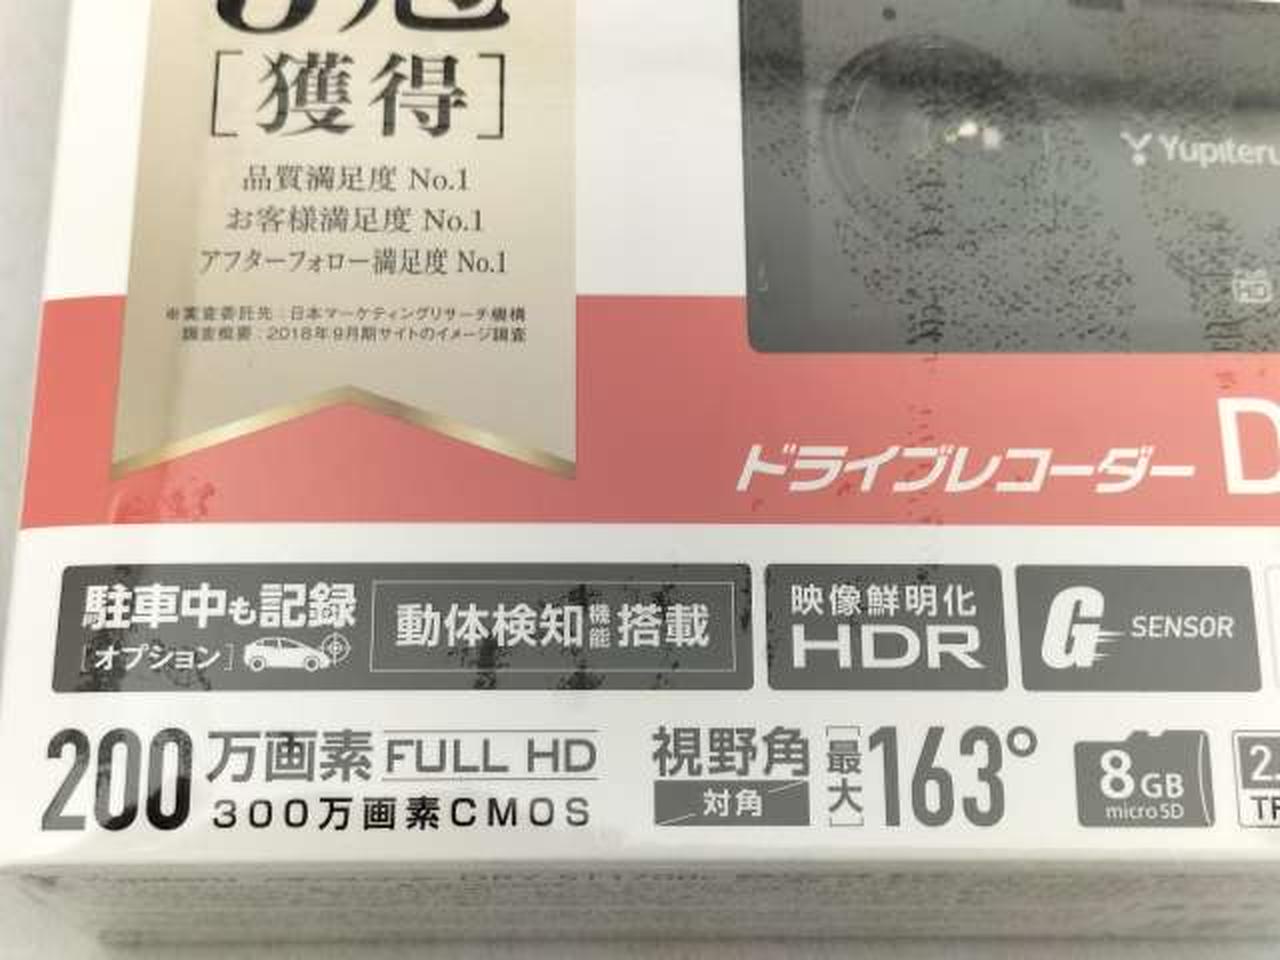 [獲得]
品質満足度 No.1
お客様満足度 No.1
アフターフォロー満足度 No.1
※業査委託先：日本マーケティングリサーチ機構
調査概要：2018年9月期サイトのイメージ調査
Yupiteru
HD
ドライブレコーダー D
駐車中も記録
[オプション]
動体検知機能搭載
映像鮮明化
HDR
G SENSOR
200万画素 FULL HD
300万画素CMOS
視野角
対角
[最大]163°
8GB
microSD
2.